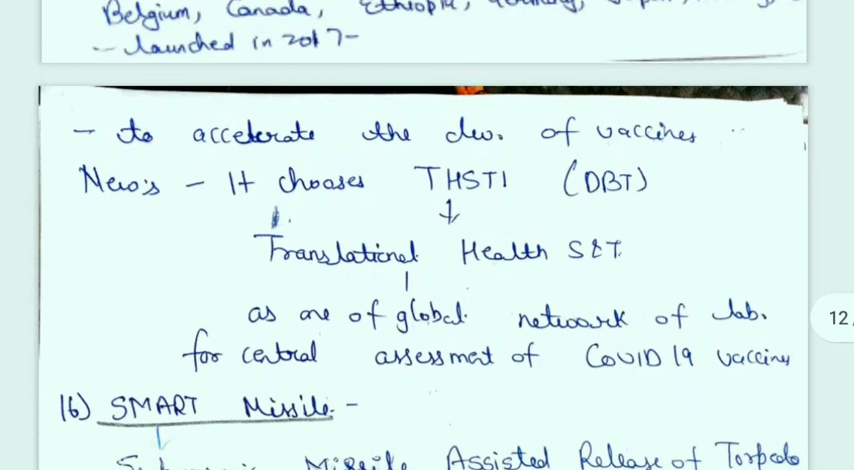 Belgium, Canada, Ethiopia,
- launched in 2017-
- to accelerate the dev. of vaccines
News - It chooses THSTI (DBT)
Translational Health S&T
as one of global network of lab.
for central assessment of COVID 19 vaccines
16) SMART Missile -
Missile Assisted Release of Torpedo
12